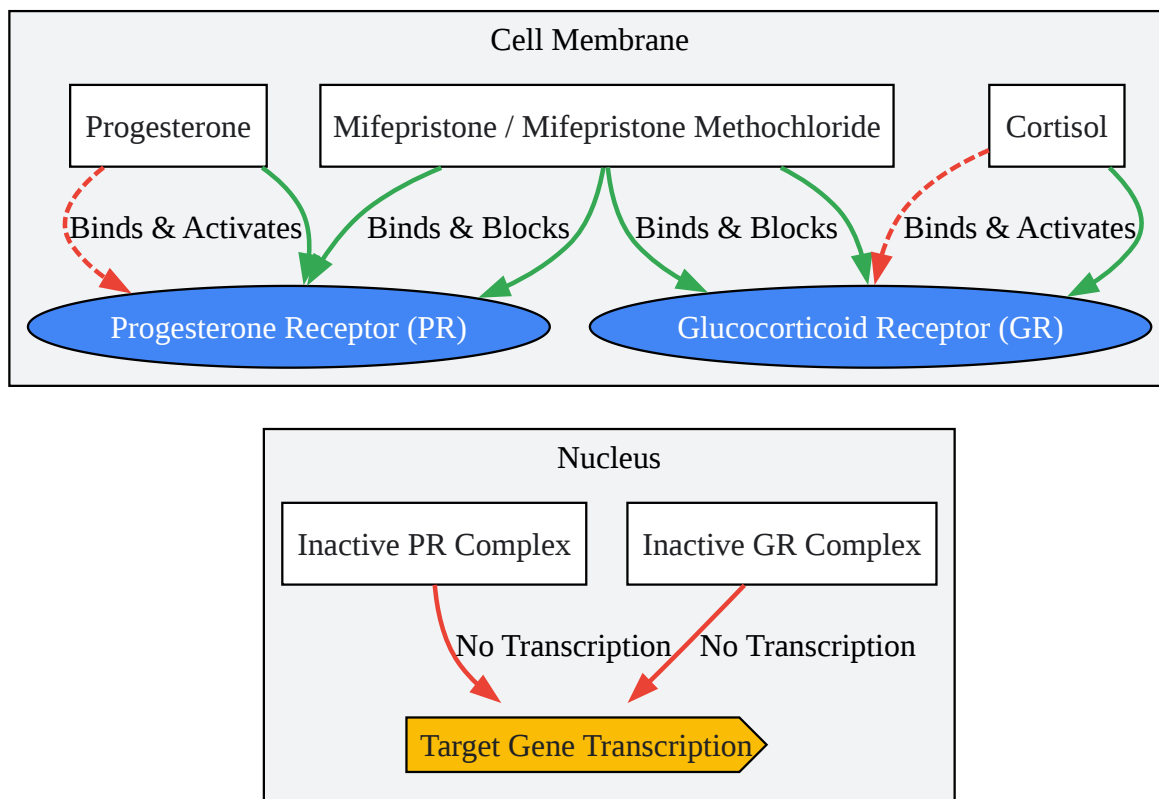 Cell Membrane
Progesterone
Mifepristone / Mifepristone Methochloride
Cortisol
Binds & Activates
Binds & Blocks
Binds & Blocks
Binds & Activates
Progesterone Receptor (PR)
Glucocorticoid Receptor (GR)
Nucleus
Inactive PR Complex
Inactive GR Complex
No Transcription
No Transcription
Target Gene Transcription